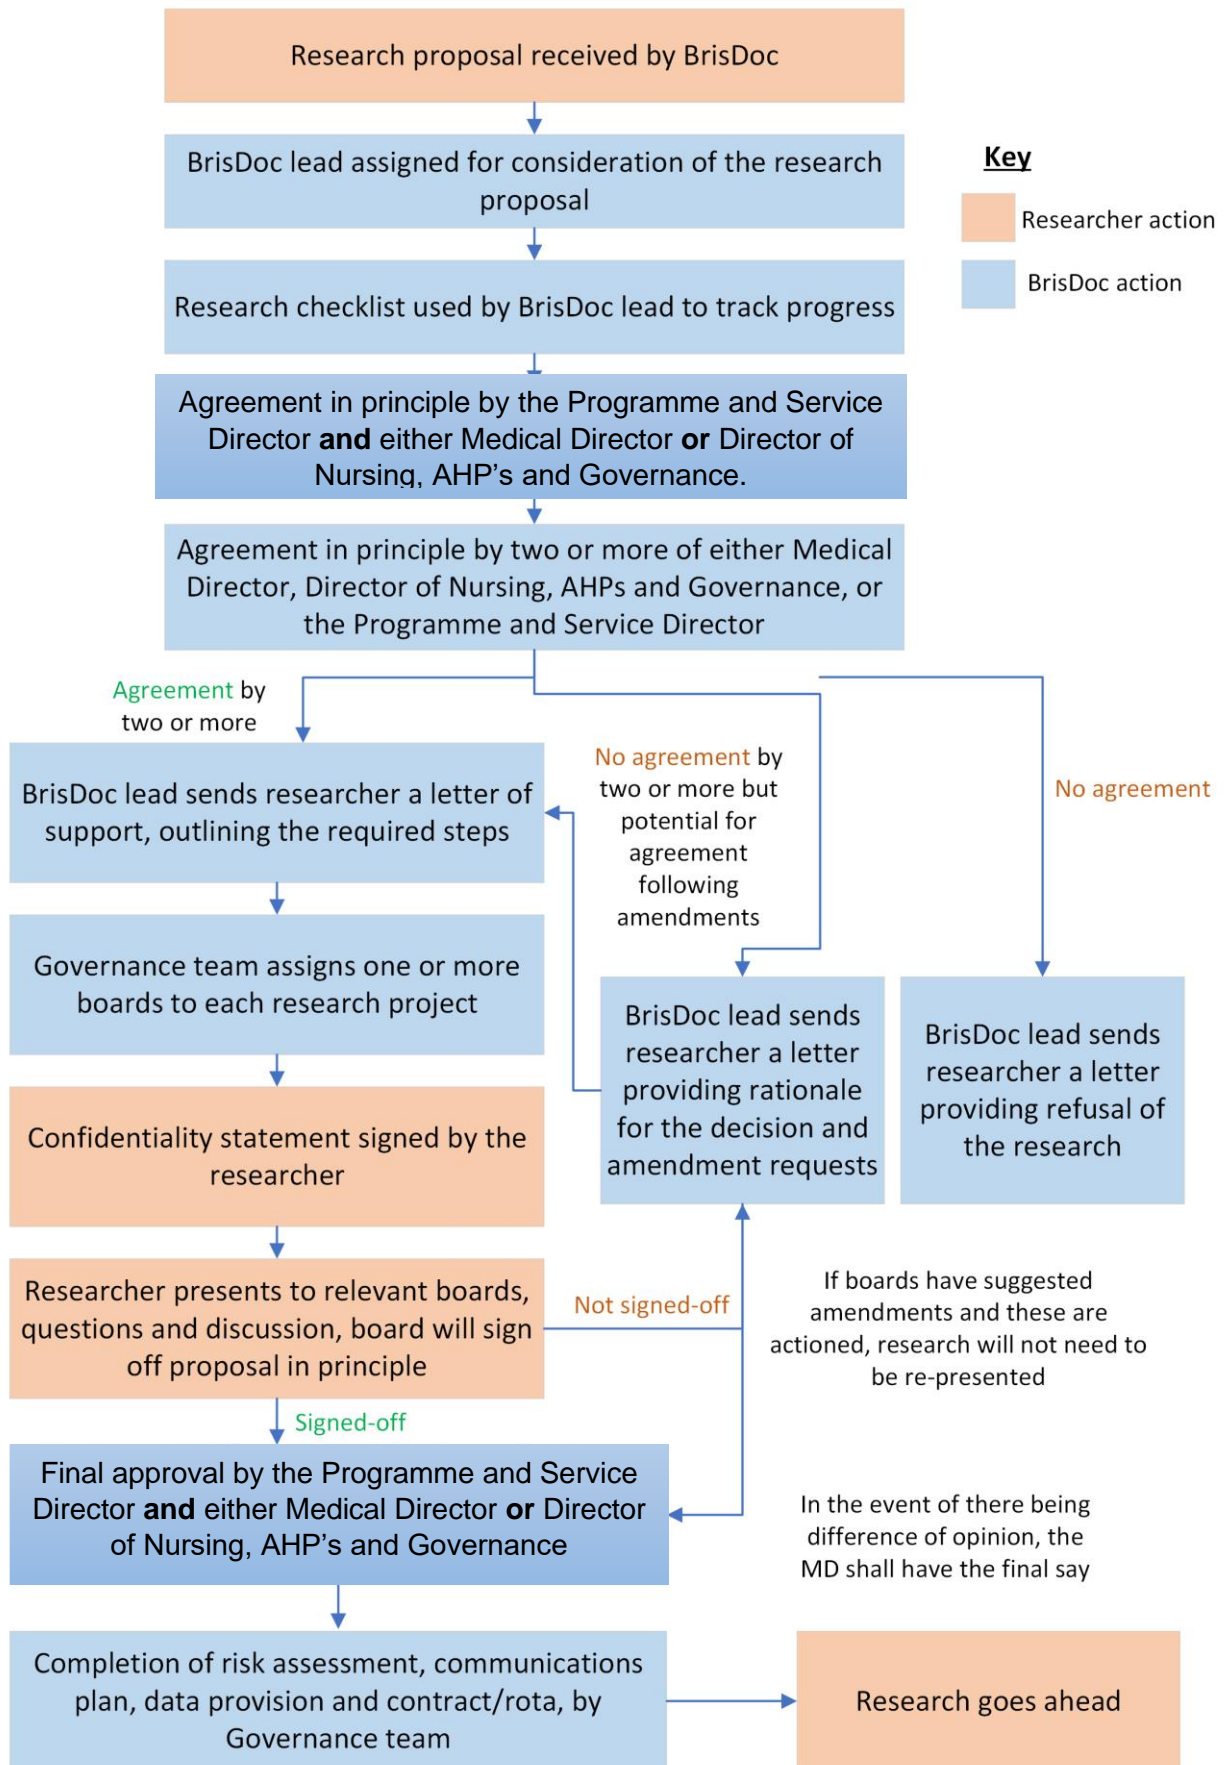 Research proposal received by BrisDoc
BrisDoc lead assigned for consideration of the research
proposal
Key
Researcher action
BrisDoc action
Research checklist used by BrisDoc lead to track progress
Agreement in principle by the Programme and Service
Director and either Medical Director or Director of
Nursing, AHP's and Governance.
Agreement in principle by two or more of either Medical
Director, Director of Nursing, AHPs and Governance, or
the Programme and Service Director
Agreement by
two or more
No agreement by
two or more but
potential for
agreement
following
amendments
No agreement
BrisDoc lead sends researcher a letter of
support, outlining the required steps
Governance team assigns one or more
boards to each research project
BrisDoc lead sends
researcher a letter
providing rationale
for the decision and
amendment requests
BrisDoc lead sends
researcher a letter
providing refusal of
the research
Confidentiality statement signed by the
researcher
Researcher presents to relevant boards,
questions and discussion, board will sign
off proposal in principle
Not signed-off
If boards have suggested
amendments and these are
actioned, research will not need to
be re-presented
Signed-off
Final approval by the Programme and Service
Director and either Medical Director or Director
of Nursing, AHP's and Governance
In the event of there being
difference of opinion, the
MD shall have the final say
Completion of risk assessment, communications
plan, data provision and contract/rota, by
Governance team
Research goes ahead